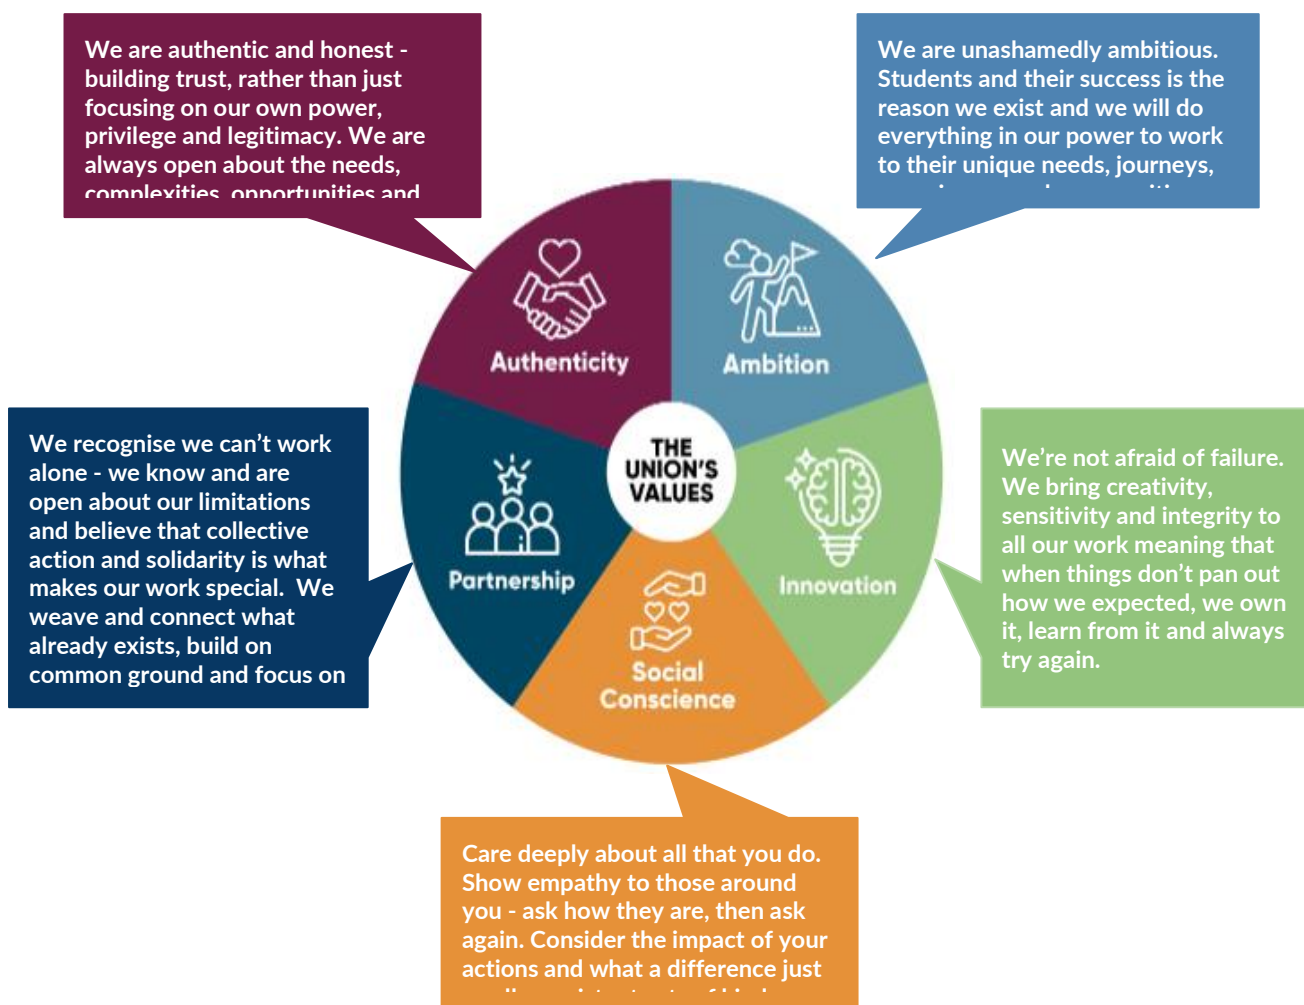 We are authentic and honest -
building trust, rather than just
focusing on our own power,
privilege and legitimacy. We are
always open about the needs,
complexities, opportunities and
We are unashamedly ambitious.
Students and their success is the
reason we exist and we will do
everything in our power to work
to their unique needs, journeys,
Authenticity
Ambition
THE
UNION'S
VALUES
We recognise we can’t work
alone - we know and are
open about our limitations
and believe that collective
action and solidarity is what
makes our work special.  We
weave and connect what
already exists, build on
common ground and focus on
We’re not afraid of failure.
We bring creativity,
sensitivity and integrity to
all our work meaning that
when things don’t pan out
how we expected, we own
it, learn from it and always
try again.
Partnership
Innovation
Social
Conscience
Care deeply about all that you do.
Show empathy to those around
you - ask how they are, then ask
again. Consider the impact of your
actions and what a difference just